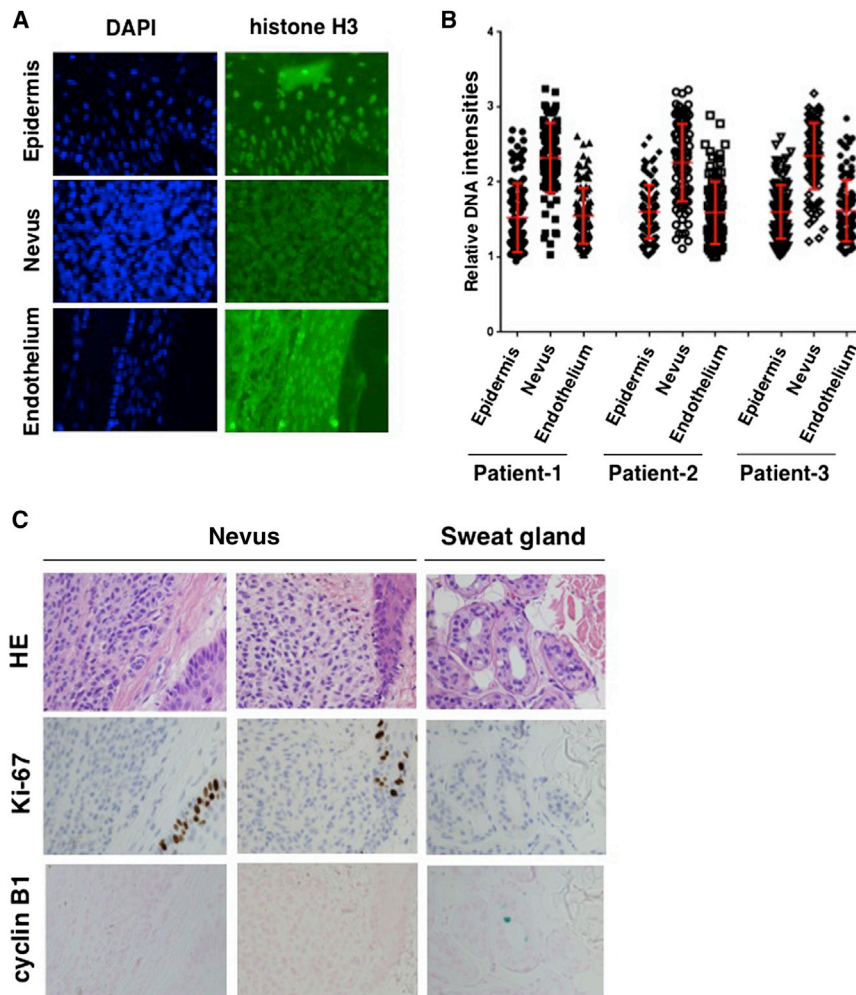 A
DAPI
histone H3
Epidermis
Nevus
Endothelium
B
Relative DNA intensities
4
3
2
1
0
Epidermis
Nevus
Endothelium
Epidermis
Nevus
Endothelium
Epidermis
Nevus
Endothelium
Patient-1
Patient-2
Patient-3
C
Nevus
Sweat gland
HE
Ki-67
cyclin B1